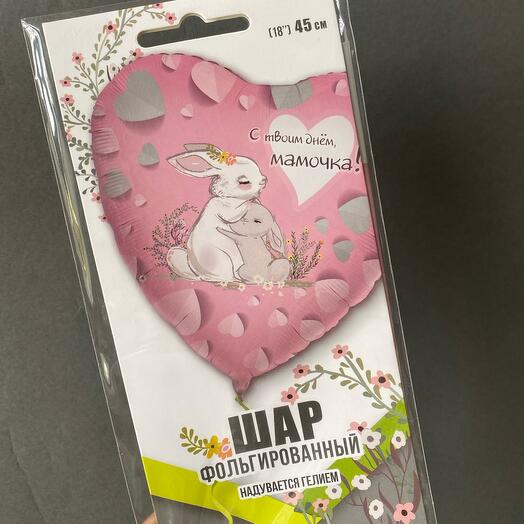 (18") 45 см
С твоим днём,
мамочка!
ШАР
ФОЛЬГИРОВАННЫЙ
НАДУВАЕТСЯ ГЕЛИЕМ